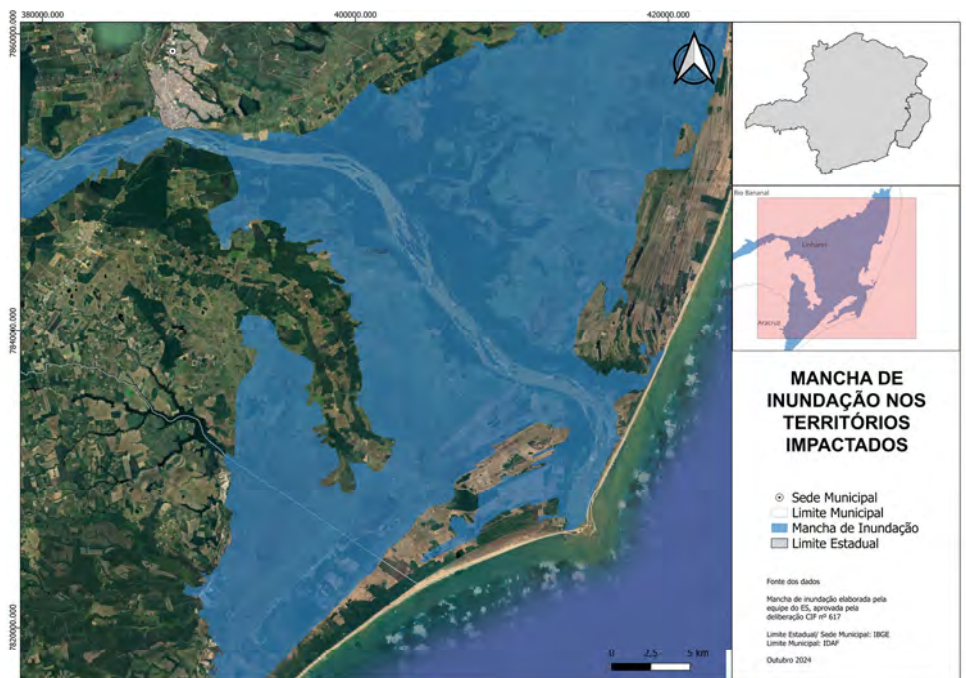 380000.000
400000.000
420000.000
7860000.000
7840000.000
7820000.000
0 2,5 5 km
Rio Bananal
Linhares
Aracruz
MANCHA DE
INUNDAÇÃO NOS
TERRITÓRIOS
IMPACTADOS
Sede Municipal
Limite Municipal
Mancha de Inundação
Limite Estadual
Fonte dos dados
Mancha de inundação elaborada pela
equipe do ES, aprovada pela
deliberação CIF nº 617
Limite Estadual/ Sede Municipal: IBGE
Limite Municipal: IDAF
Outubro 2024